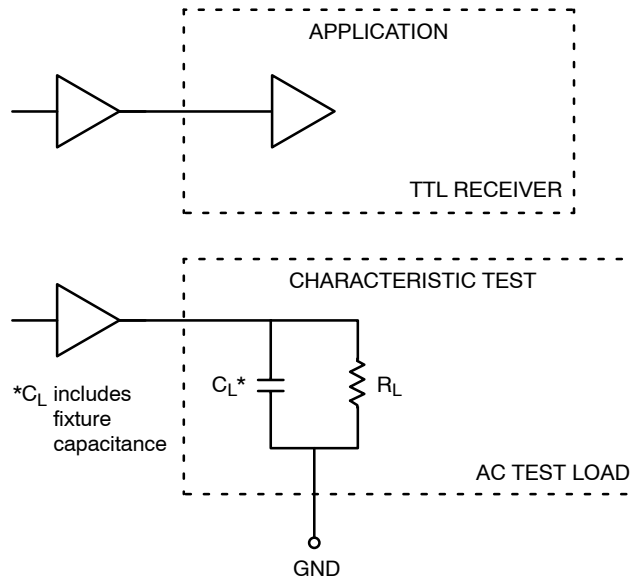 APPLICATION
TTL RECEIVER
CHARACTERISTIC TEST
*CL includes
fixture
capacitance
CL*
RL
AC TEST LOAD
GND